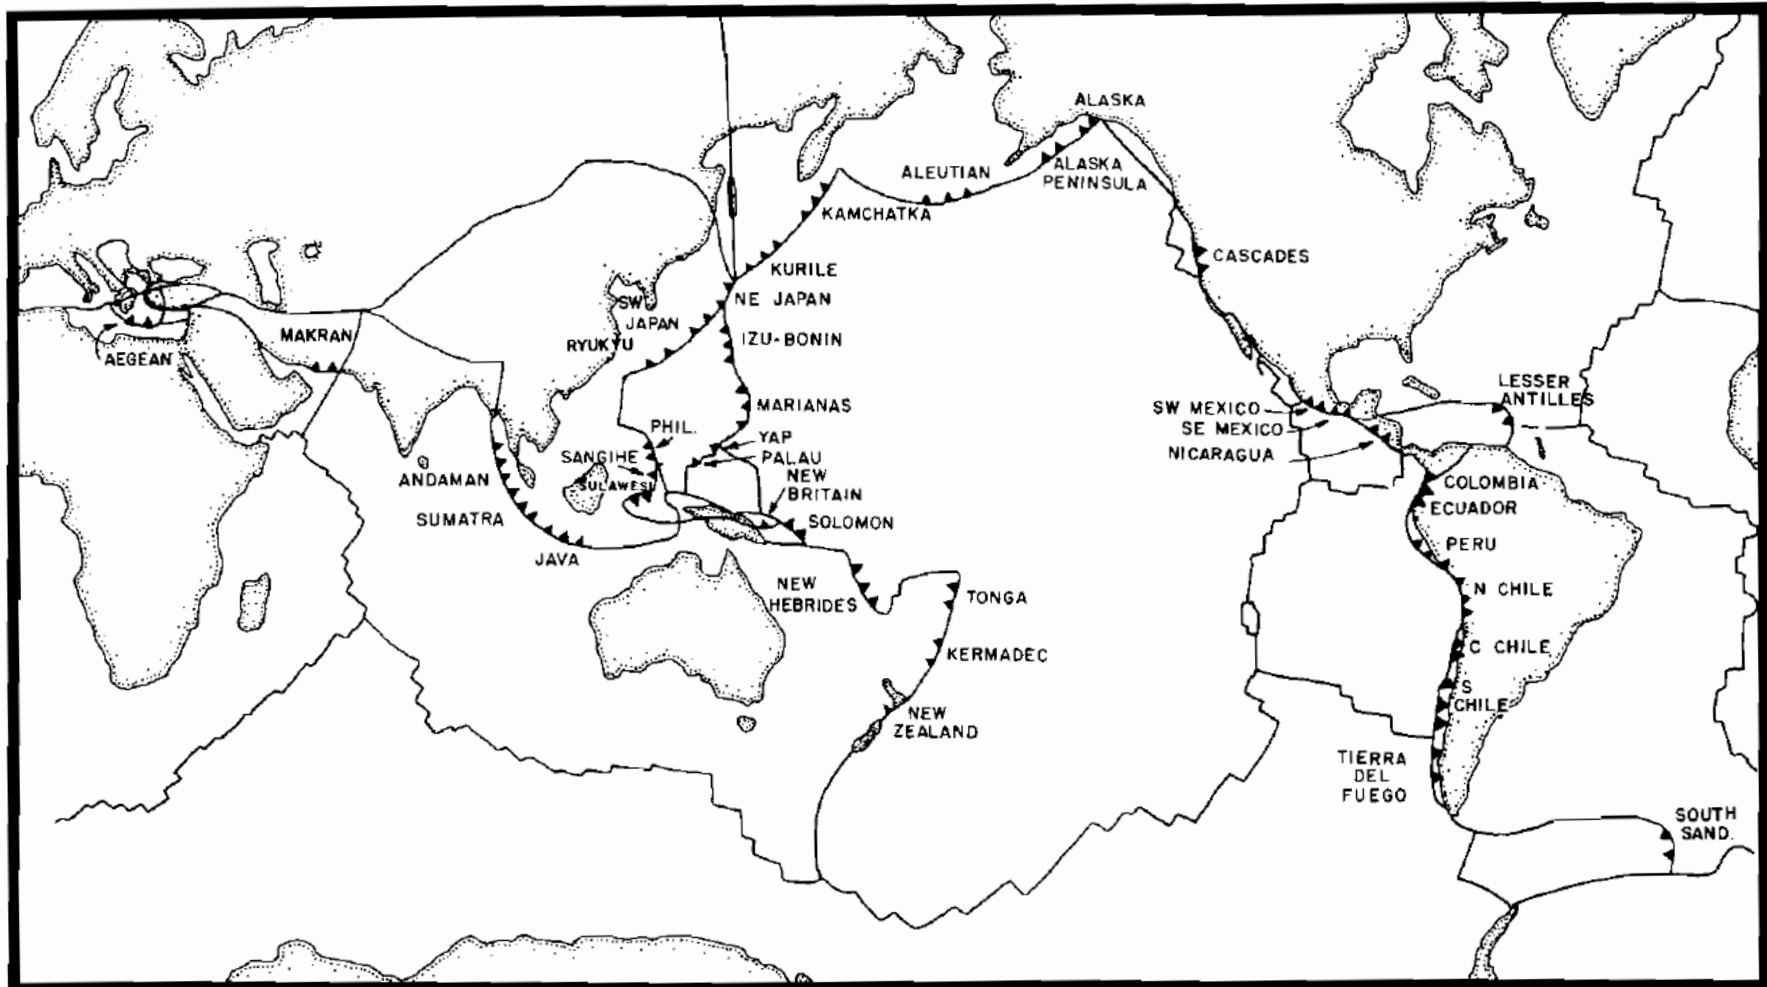 ALASKA
ALEUTIAN
ALASKA
PENINSULA
KAMCHATKA
CASCADES
KURILE
SW
NE JAPAN
JAPAN
RYUKYU
IZU-BONIN
MAKRAN
AEGEAN
MARIANAS
LESSER
ANTILLES
SW MEXICO
SE MEXICO
NICARAGUA
PHIL.
YAP
PALAU
SANGIHE
SULAWESI
NEW
BRITAIN
ANDAMAN
SUMATRA
SOLOMON
JAVA
COLOMBIA
ECUADOR
PERU
NEW
HEBRIDES
TONGA
N CHILE
KERMADEC
C CHILE
S
CHILE
NEW
ZEALAND
TIERRA
DEL
FUEGO
SOUTH
SAND.